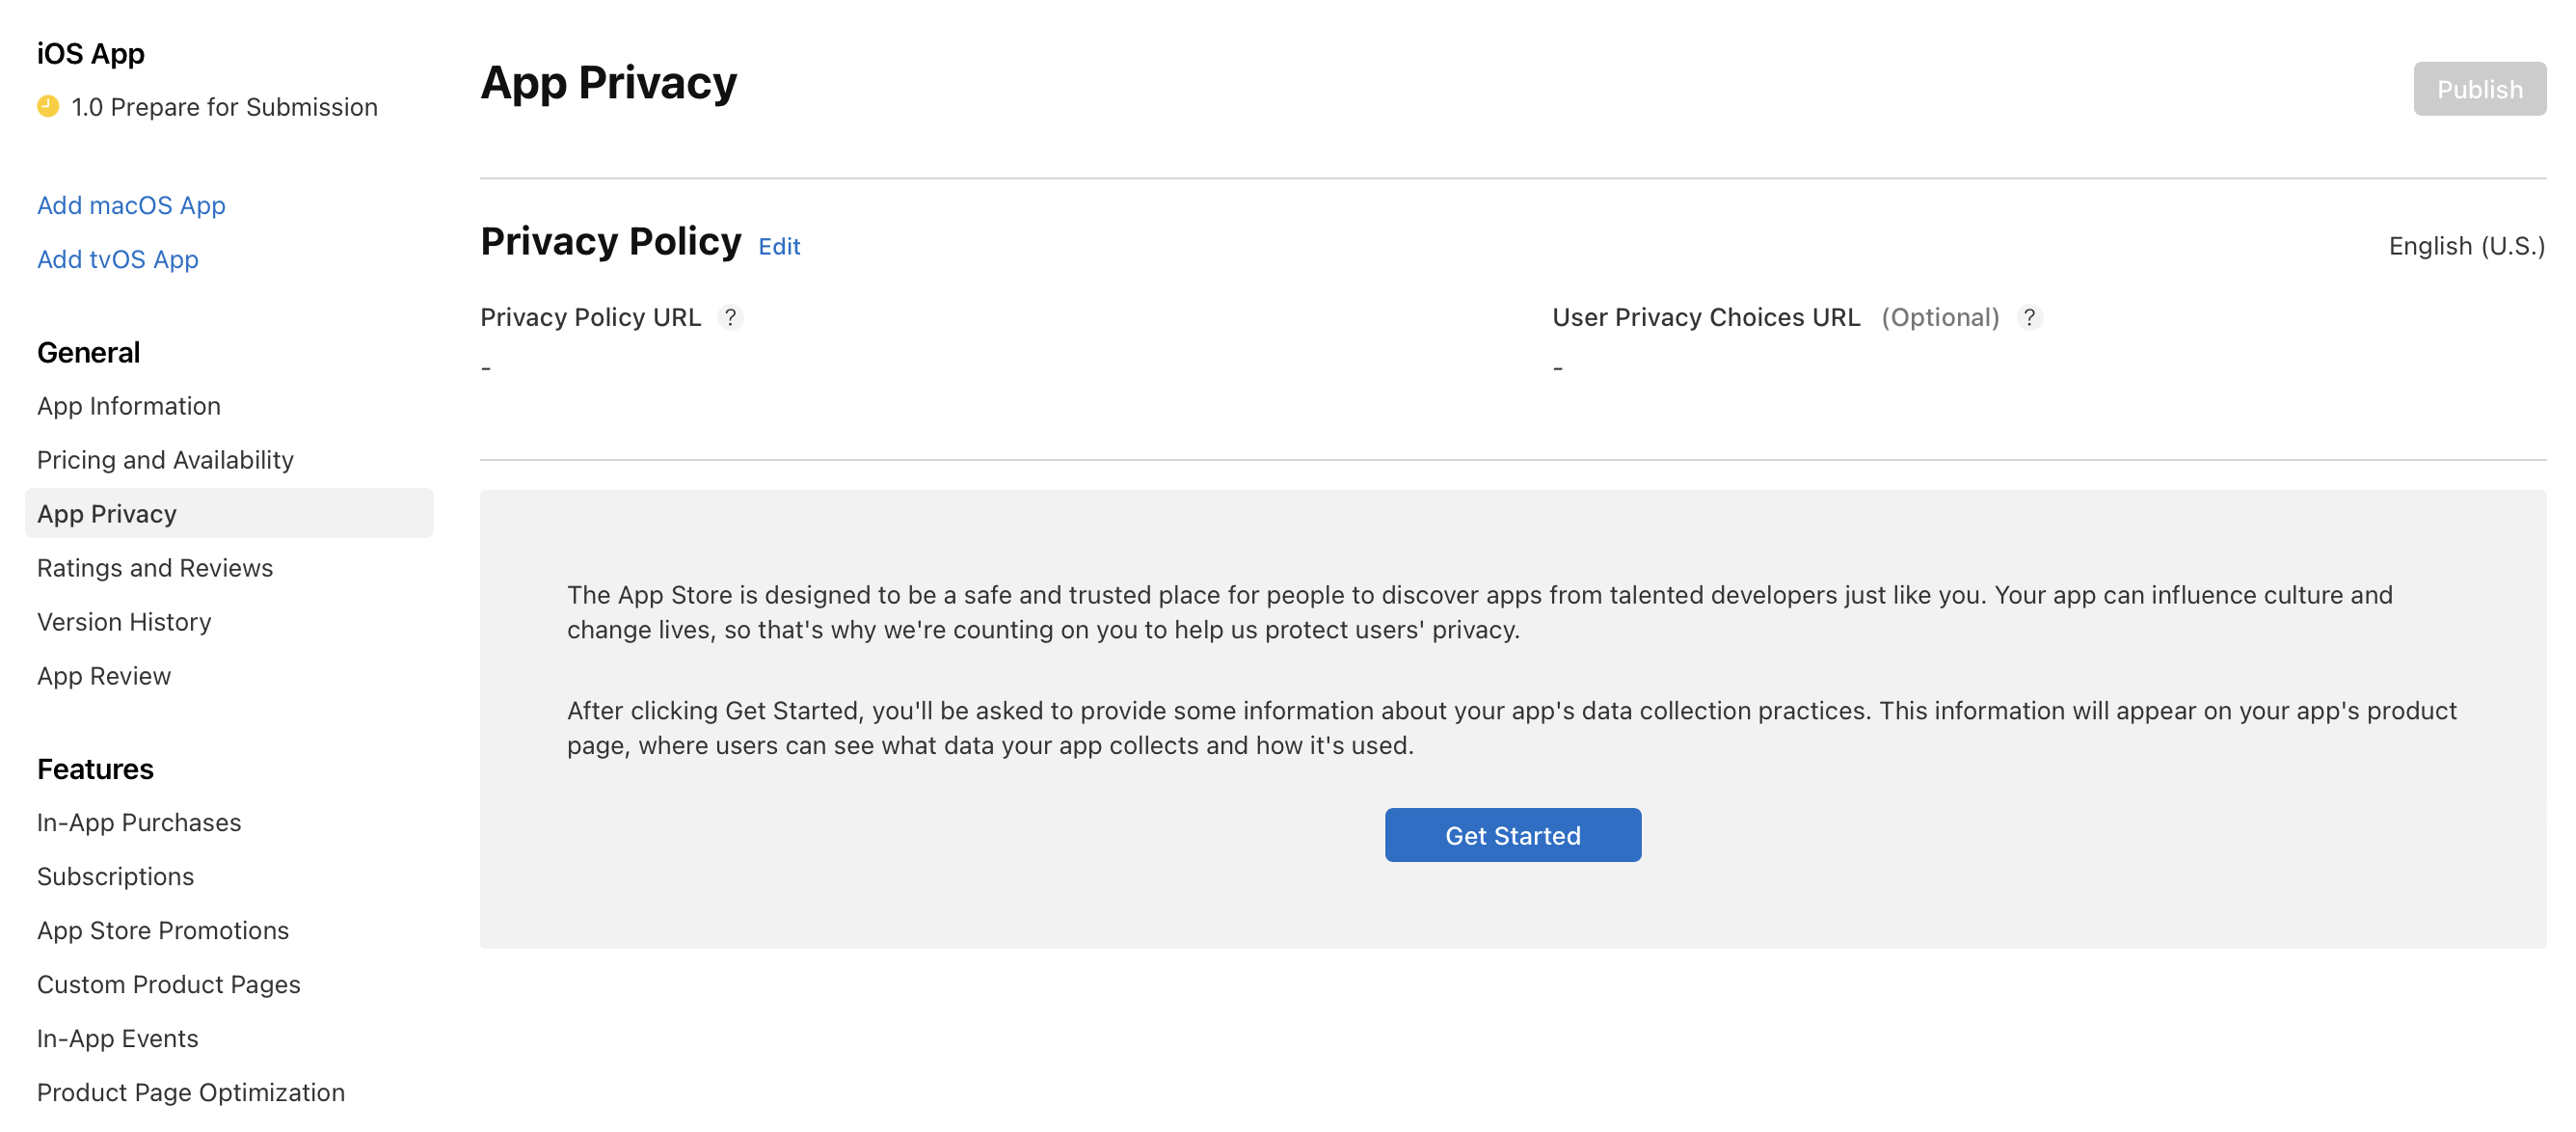 iOS App
1.0 Prepare for Submission
Add macOS App
Add tvOS App
General
App Information
Pricing and Availability
App Privacy
Ratings and Reviews
Version History
App Review
Features
In-App Purchases
Subscriptions
App Store Promotions
Custom Product Pages
In-App Events
Product Page Optimization
App Privacy
Publish
Privacy Policy Edit
English (U.S.)
Privacy Policy URL ?
-
User Privacy Choices URL (Optional) ?
-
The App Store is designed to be a safe and trusted place for people to discover apps from talented developers just like you. Your app can influence culture and
change lives, so that's why we're counting on you to help us protect users' privacy.
After clicking Get Started, you'll be asked to provide some information about your app's data collection practices. This information will appear on your app's product
page, where users can see what data your app collects and how it's used.
Get Started